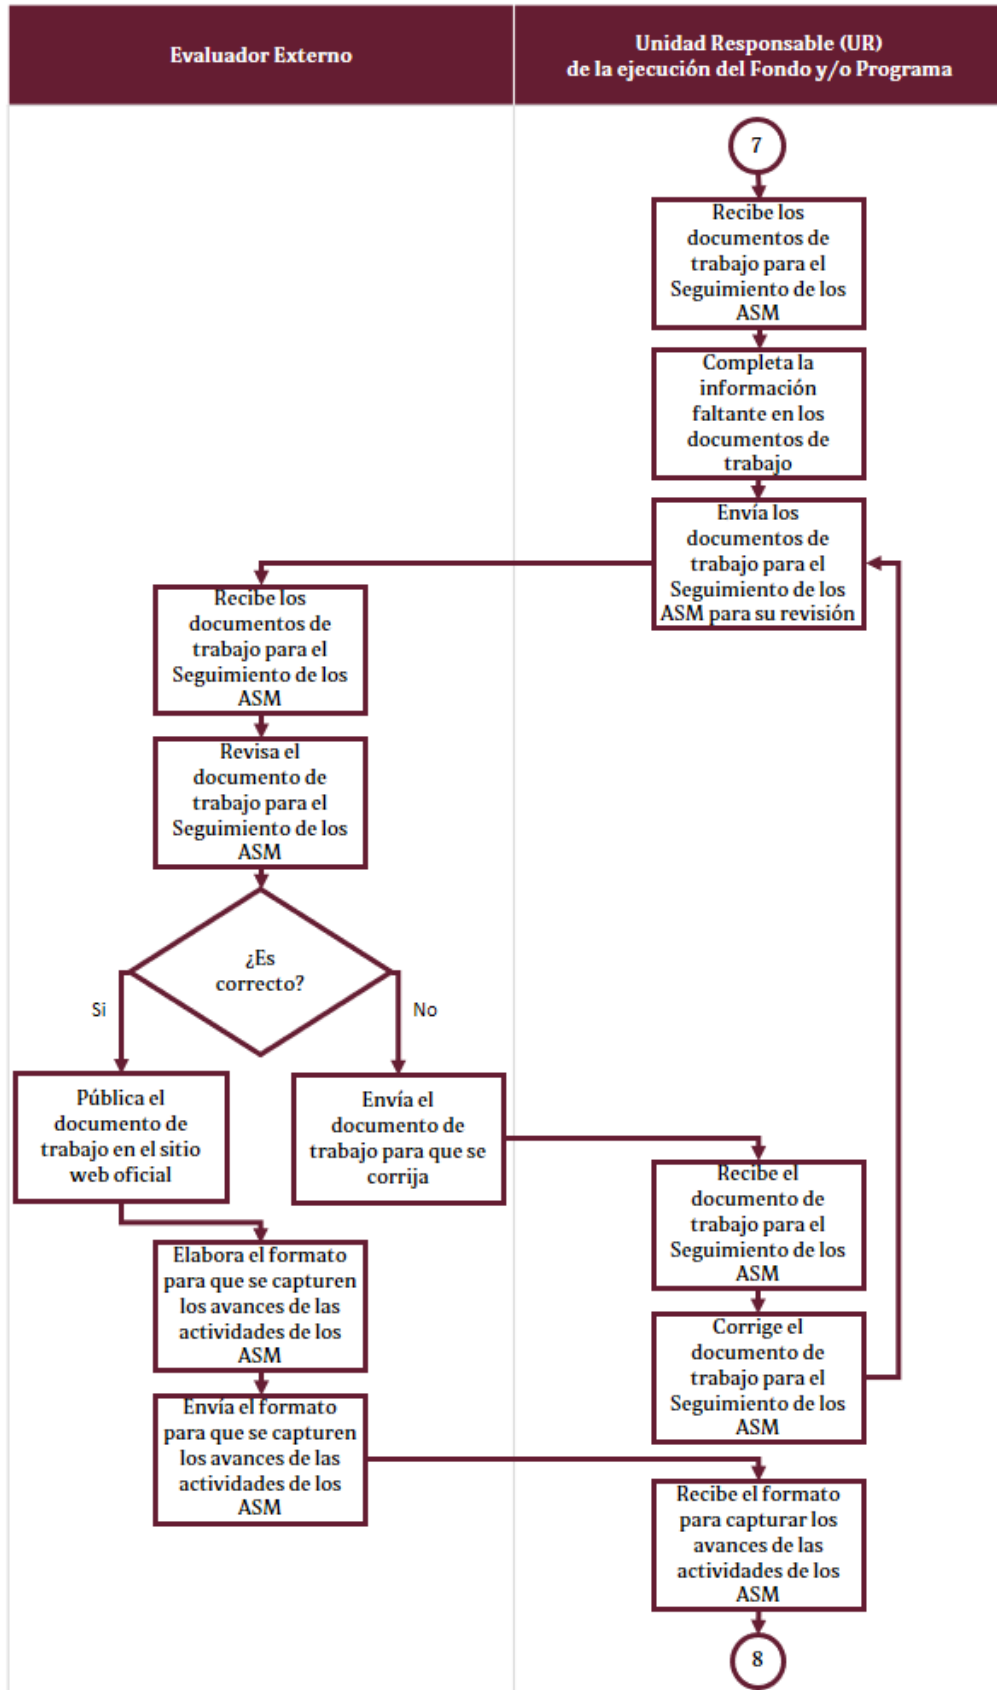 Evaluador Externo
Unidad Responsable (UR)
de la ejecución del Fondo y/o Programa
7
Recibe los
documentos de
trabajo para el
Seguimiento de los
ASM
Completa la
información
faltante en los
documentos de
trabajo
Envía los
documentos de
trabajo para el
Seguimiento de los
ASM para su revisión
Recibe los
documentos de
trabajo para el
Seguimiento de los
ASM
Revisa el
documento de
trabajo para el
Seguimiento de los
ASM
¿Es
correcto?
Si
No
Pública el
documento de
trabajo en el sitio
web oficial
Envía el
documento de
trabajo para que se
corrija
Recibe el
documento de
trabajo para el
Seguimiento de los
ASM
Corrige el
documento de
trabajo para el
Seguimiento de los
ASM
Elabora el formato
para que se capturen
los avances de las
actividades de los
ASM
Envía el formato
para que se capturen
los avances de las
actividades de los
ASM
Recibe el formato
para capturar los
avances de las
actividades de los
ASM
8